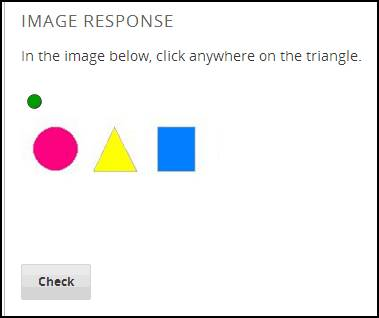 IMAGE RESPONSE
In the image below, click anywhere on the triangle.
Check